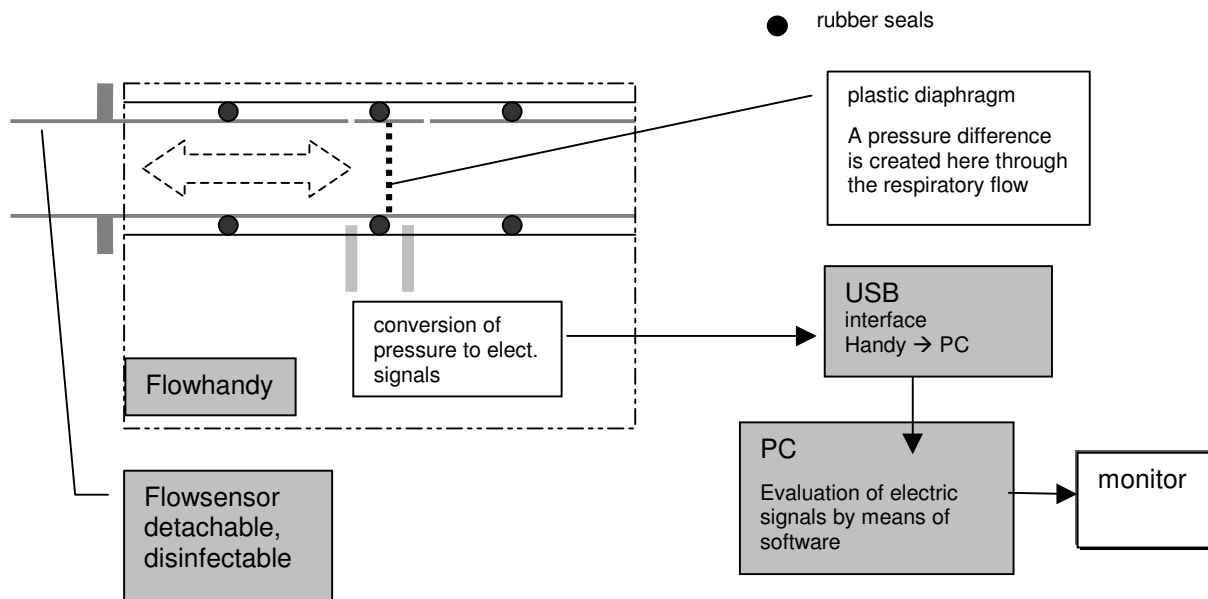 rubber seals
plastic diaphragm
A pressure difference
is created here through
the respiratory flow
USB
interface
Handy → PC
conversion of
pressure to elect.
signals
Flowhandy
PC
Evaluation of electric
signals by means of
software
monitor
Flowsensor
detachable,
disinfectable